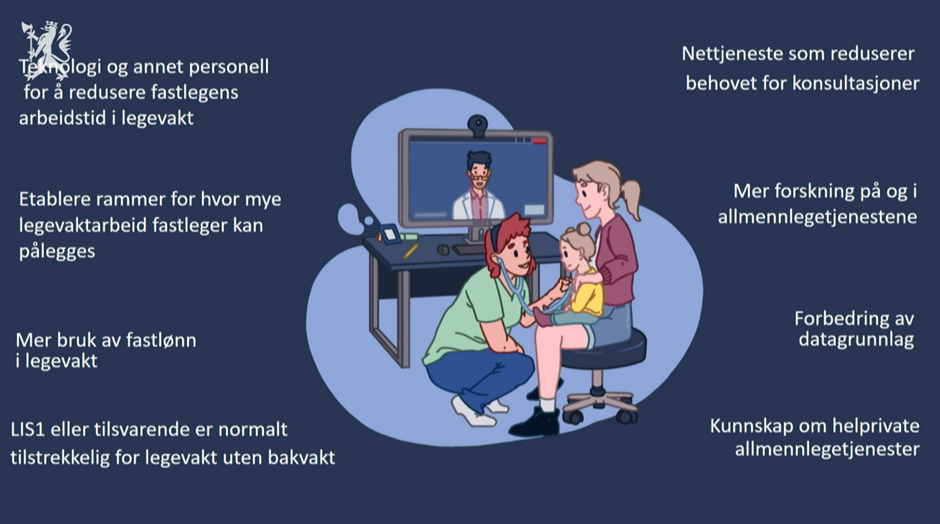 Teknologi og annet personell
for å redusere fastlegens
arbeidstid i legevakt
Etablere rammer for hvor mye
legevaktarbeid fastleger kan
pålegges
Mer bruk av fastlønn
i legevakt
LIS1 eller tilsvarende er normalt
tilstrekkelig for legevakt uten bakvakt
Nettjeneste som reduserer
behovet for konsultasjoner
Mer forskning på og i
allmennlegetjenestene
Forbedring av
datagrunnlag
Kunnskap om helprivate
allmennlegetjenester